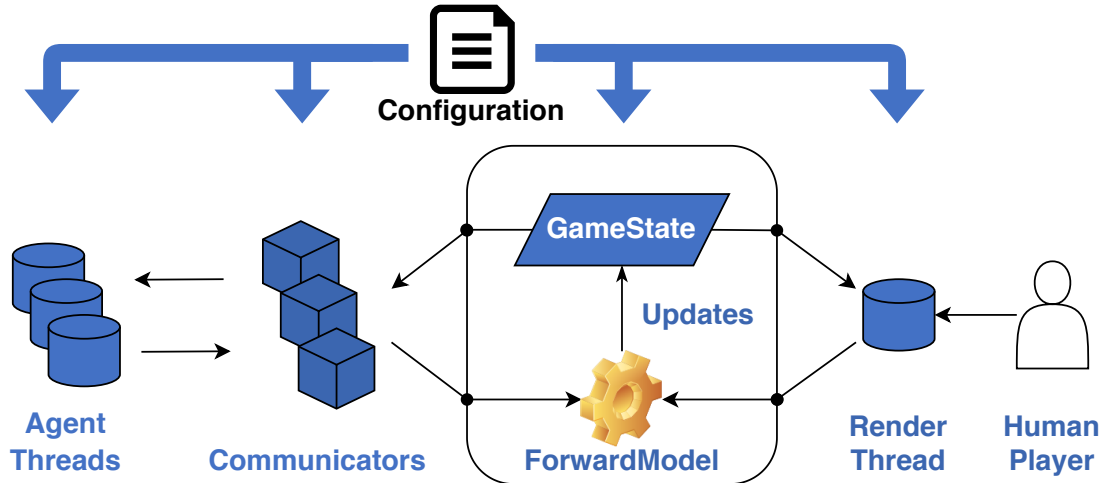 Configuration
GameState
Updates
Agent
Threads
Communicators
ForwardModel
Render
Thread
Human
Player